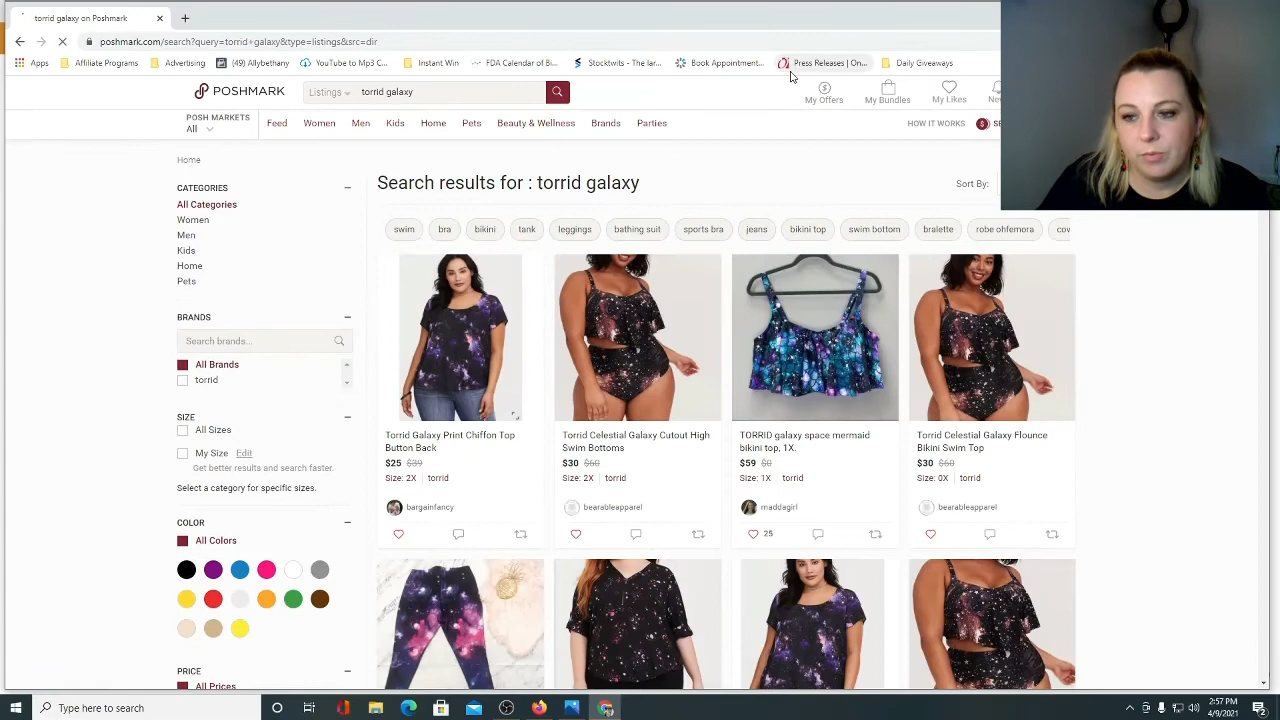 torrid galaxy on Poshmark
poshmark.com/search?query=torrid+galaxy&type=listings&src=dir
Apps Affiliate Programs Advertising (49) Allybethany YouTube to Mp3 C... Instant Win FDA Calendar of Bi... Stocktwits - The lar... Book Appointment... Press Releases | On... Daily Giveaways
POSHMARK Listings torrid galaxy
My Offers My Bundles My Likes
POSH MARKETS
All
Feed Women Men Kids Home Pets Beauty & Wellness Brands Parties HOW IT WORKS
Home
Search results for : torrid galaxy Sort By:
CATEGORIES
All Categories
Women
Men
Kids
Home
Pets
BRANDS
Search brands...
All Brands
torrid
SIZE
All Sizes
My Size Edit
Get better results and search faster.
Select a category for specific sizes.
COLOR
All Colors
PRICE
All Prices
swim bra bikini tank leggings bathing suit sports bra jeans bikini top swim bottom bralette robe ohfemora
Torrid Galaxy Print Chiffon Top
Button Back
$25 $39
Size: 2X torrid
bargainfancy
Torrid Celestial Galaxy Cutout High
Swim Bottoms
$30 $60
Size: 2X torrid
bearableapparel
TORRID galaxy space mermaid
bikini top, 1X.
$59 $0
Size: 1X torrid
maddagirl
25
Torrid Celestial Galaxy Flounce
Bikini Swim Top
$30 $60
Size: 0X torrid
bearableapparel
Type here to search
2:57 PM
4/9/2021